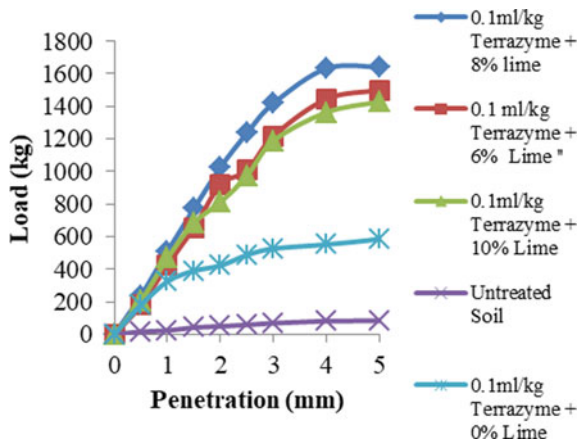 1800
1600
1400
1200
1000
800
600
400
200
0
Load (kg)
0 1 2 3 4 5
Penetration (mm)
0.1ml/kg
Terrazyme +
8% lime
0.1 ml/kg
Terrazyme +
6% Lime "
0.1ml/kg
Terrazyme +
10% Lime
Untreated
Soil
0.1ml/kg
Terrazyme +
0% Lime